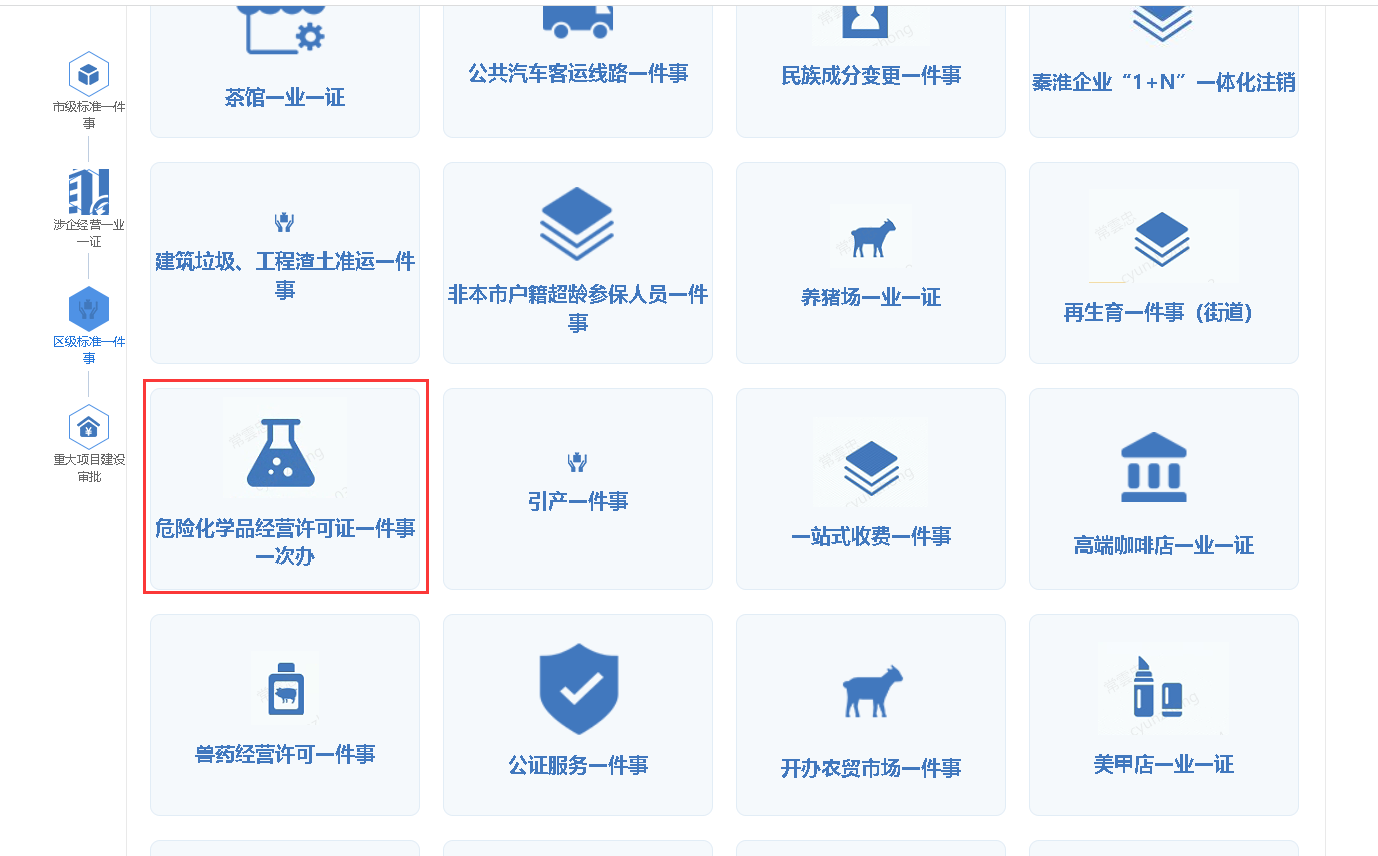 茶馆一业一证
公共汽车客运线路一件事
民族成分变更一件事
秦淮企业“1+N”一体化注销
市级标准一件
事
涉企经营一业
一证
区级标准一件
事
重大项目建设
审批
建筑垃圾、工程渣土准运一件
事
非本市户籍超龄参保人员一件
事
养猪场一业一证
再生育一件事（街道）
危险化学品经营许可证一件事
一次办
引产一件事
一站式收费一件事
高端咖啡店一业一证
兽药经营许可一件事
公证服务一件事
开办农贸市场一件事
美甲店一业一证